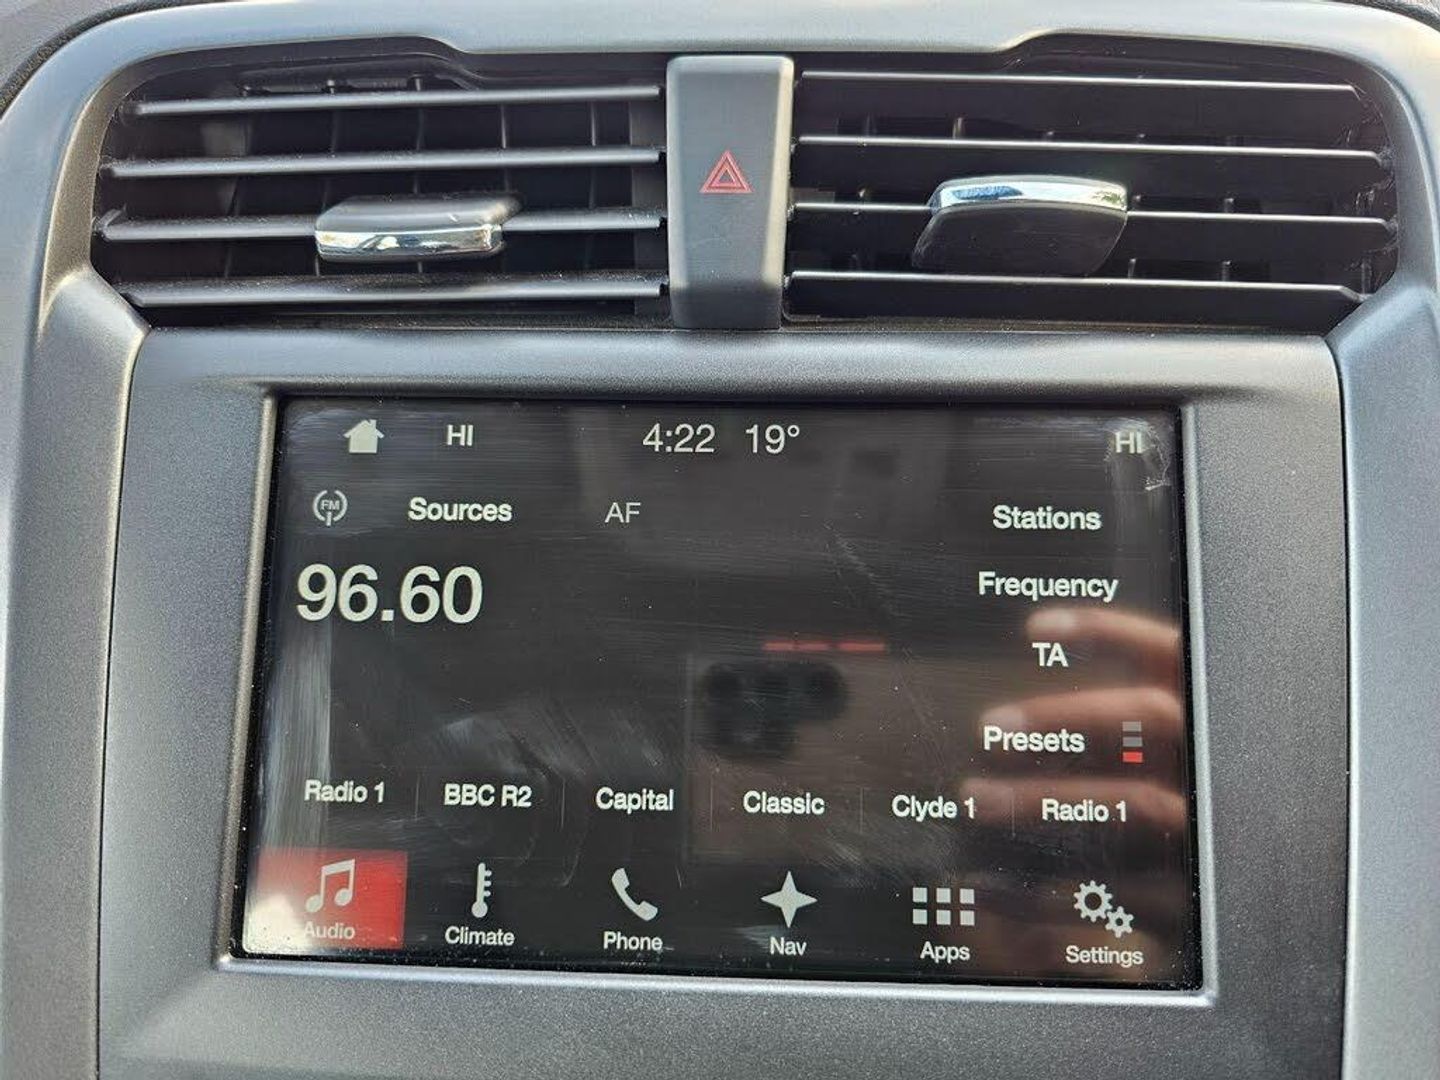 HI 4:22 19° HI
FM Sources AF Stations
96.60 Frequency
TA
Presets
Radio 1 BBC R2 Capital Classic Clyde 1 Radio 1
Audio Climate Phone Nav Apps Settings